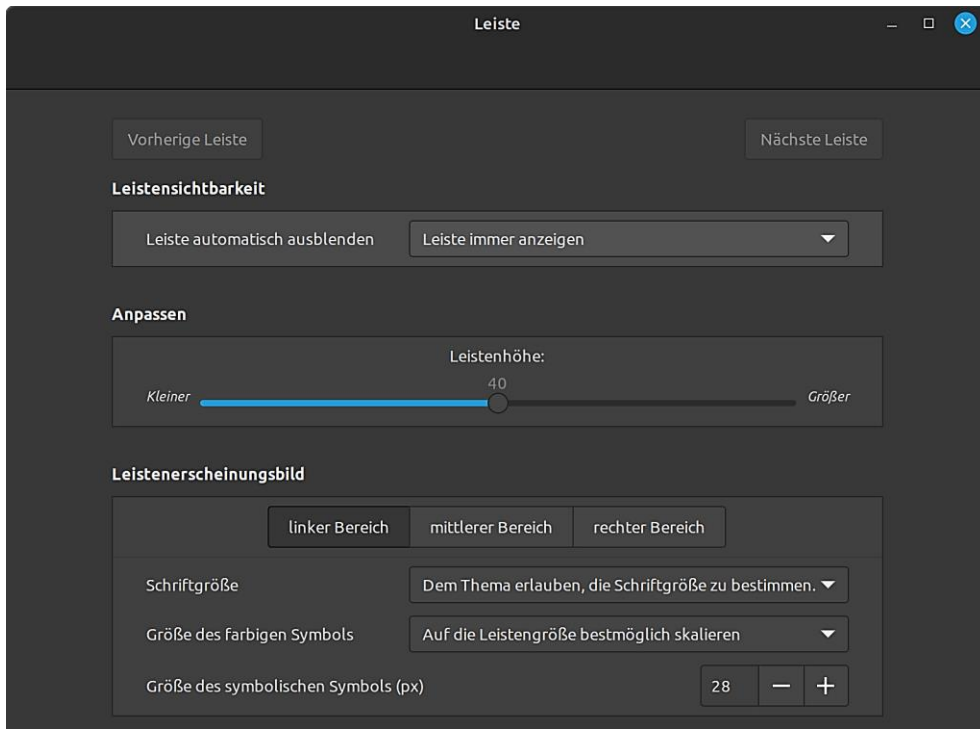 Leiste
Vorherige Leiste
Nächste Leiste
Leistensichtbarkeit
Leiste automatisch ausblenden
Leiste immer anzeigen
Anpassen
Leistenhöhe:
40
Kleiner
Größer
Leistenerscheinungsbild
linker Bereich
mittlerer Bereich
rechter Bereich
Schriftgröße
Dem Thema erlauben, die Schriftgröße zu bestimmen.
Größe des farbigen Symbols
Auf die Leistengröße bestmöglich skalieren
Größe des symbolischen Symbols (px)
28